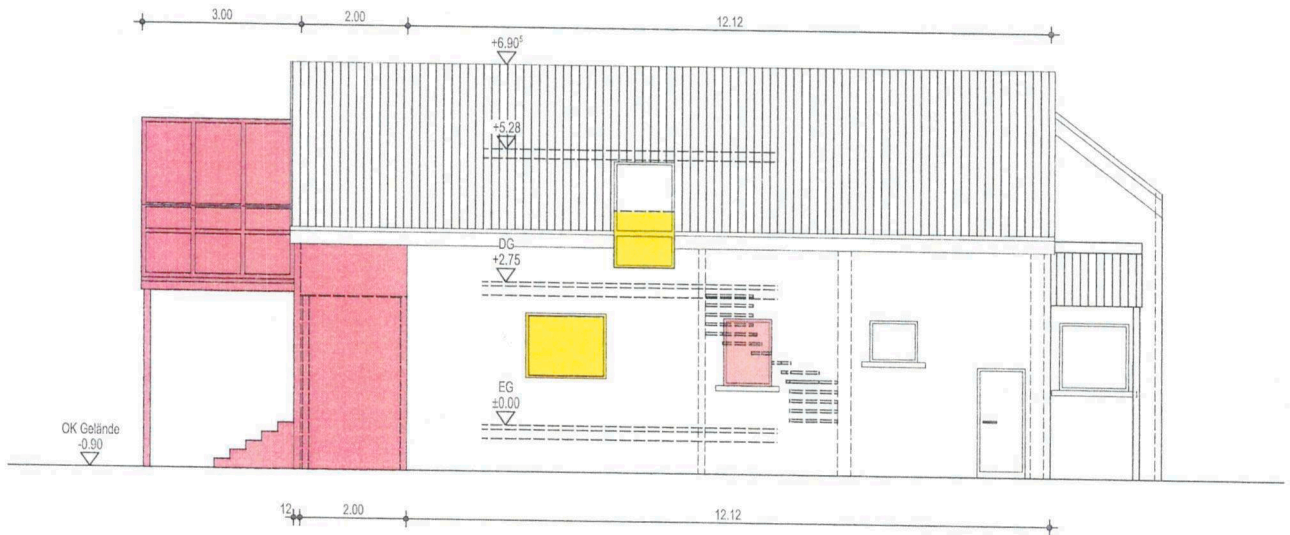 3.00 2.00 12.12
+6.90⁵
+5.28
DG
+2.75
EG
±0.00
OK Gelände
-0.90
12 2.00 12.12